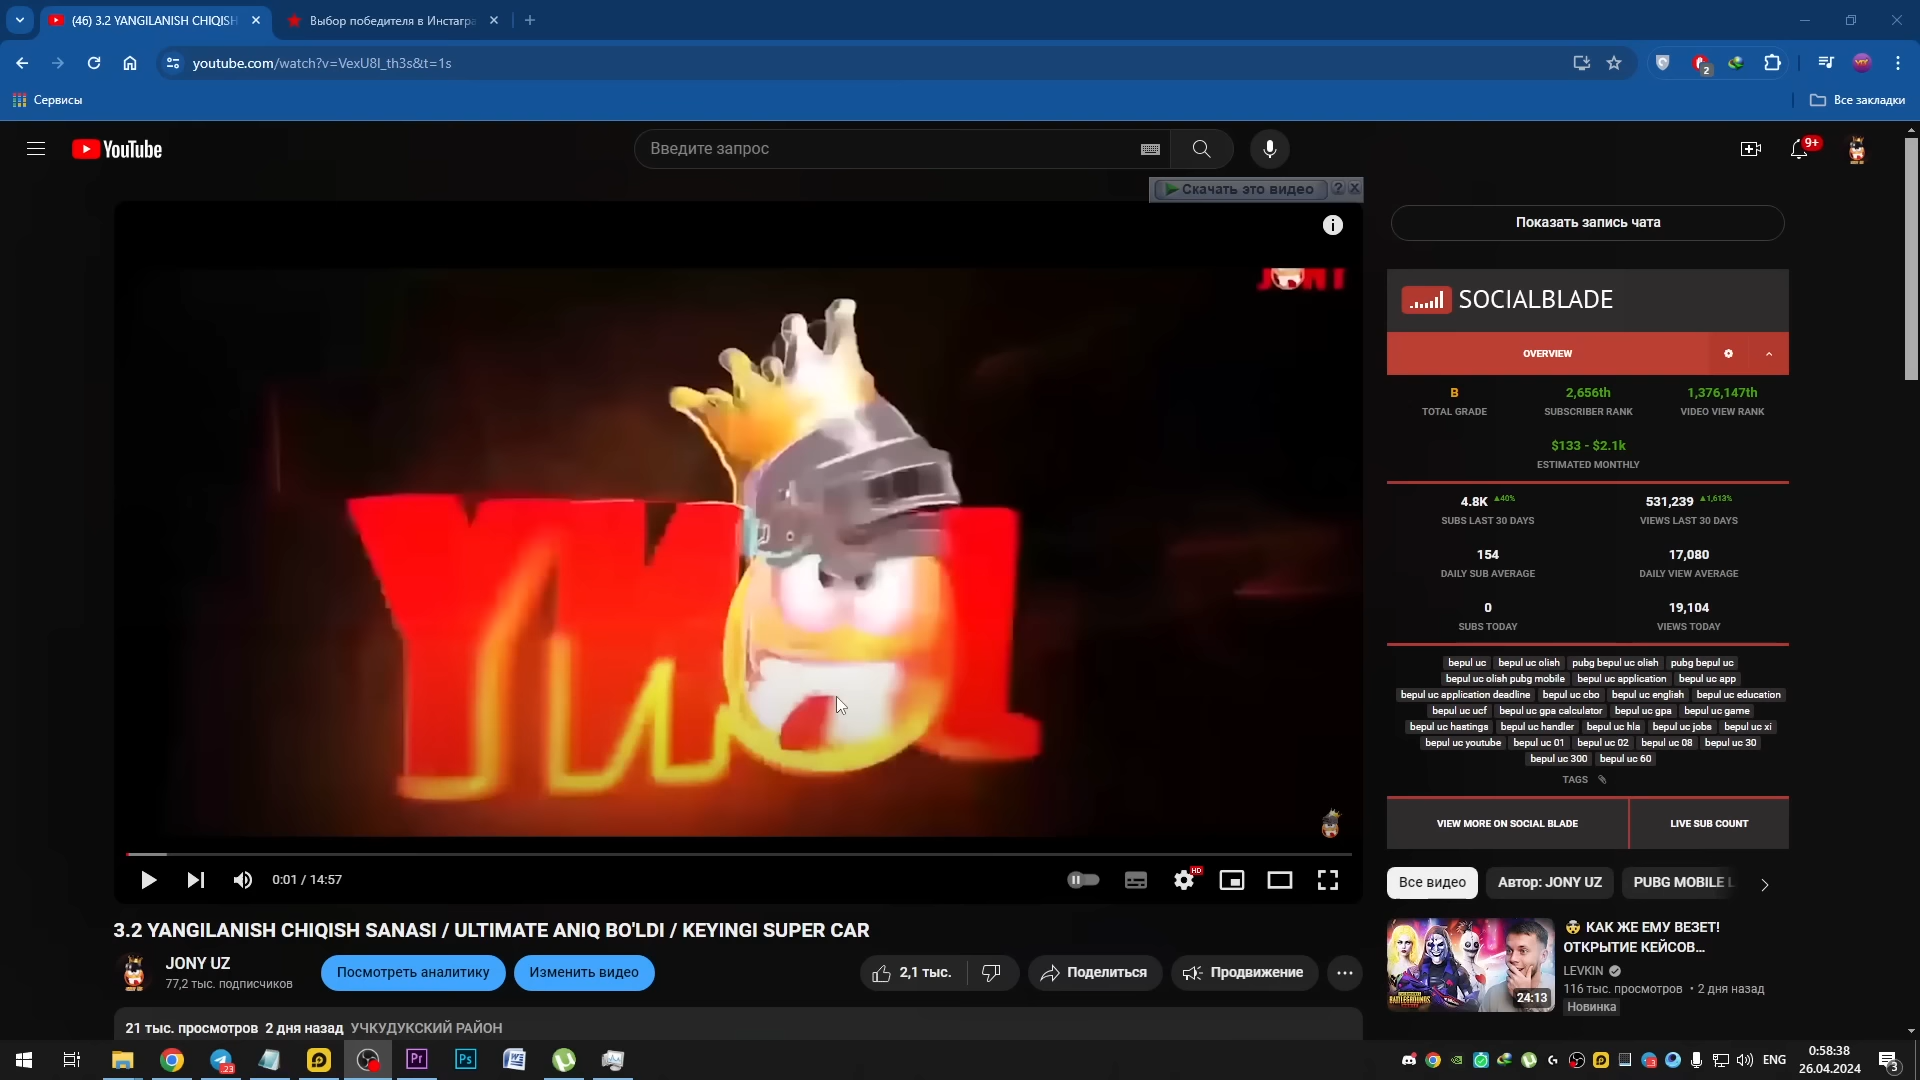 (46) 3.2 YANGILANISH CHIQISH
Выбор победителя в Инстагра
youtube.com/watch?v=VexU8I_th3s&t=1s
2
Сервисы
Все закладки
YouTube
Введите запрос
9+
Скачать это видео ? X
Показать запись чата
SOCIALBLADE
OVERVIEW
B 2,656th 1,376,147th
TOTAL GRADE SUBSCRIBER RANK VIDEO VIEW RANK
$133 - $2.1k
ESTIMATED MONTHLY
4.8K ▲40% 531,239 ▲1,613%
SUBS LAST 30 DAYS VIEWS LAST 30 DAYS
154 17,080
DAILY SUB AVERAGE DAILY VIEW AVERAGE
0 19,104
SUBS TODAY VIEWS TODAY
bepul uc bepul uc olish pubg bepul uc olish pubg bepul uc
bepul uc olish pubg mobile bepul uc application bepul uc app
bepul uc application deadline bepul uc cbo bepul uc english bepul uc education
bepul uc ucf bepul uc gpa calculator bepul uc gpa bepul uc game
bepul uc hastings bepul uc handler bepul uc hla bepul uc jobs bepul uc xi
bepul uc youtube bepul uc 01 bepul uc 02 bepul uc 08 bepul uc 30
bepul uc 300 bepul uc 60
TAGS
VIEW MORE ON SOCIAL BLADE LIVE SUB COUNT
0:01 / 14:57
HD
Все видео Автор: JONY UZ PUBG MOBILE L
3.2 YANGILANISH CHIQISH SANASI / ULTIMATE ANIQ BO'LDI / KEYINGI SUPER CAR
JONY UZ
77,2 тыс. подписчиков
Посмотреть аналитику Изменить видео
2,1 тыс. Поделиться Продвижение
21 тыс. просмотров 2 дня назад УЧКУДУКСКИЙ РАЙОН
КАК ЖЕ ЕМУ ВЕЗЕТ!
ОТКРЫТИЕ КЕЙСОВ...
LEVKIN
116 тыс. просмотров • 2 дня назад
Новинка
24:13
23
Pr
Ps
ENG
0:58:38
26.04.2024
3